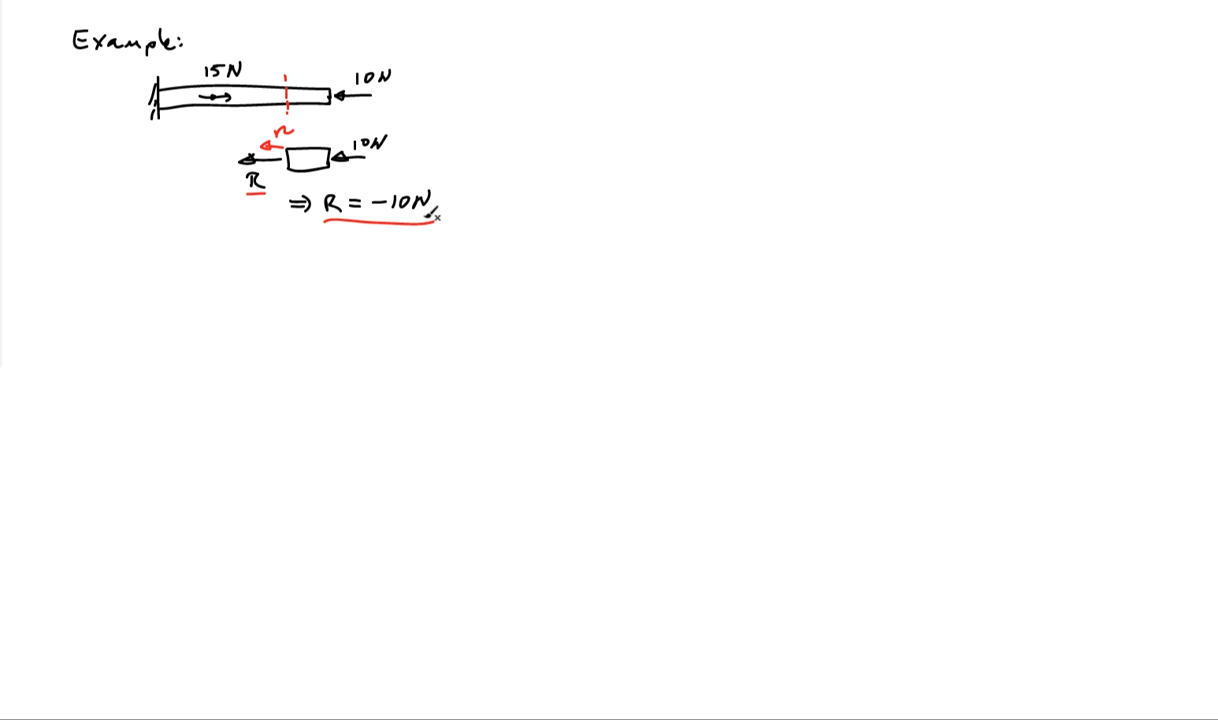 Example:
15N
10N
n
10N
R
⇒ R = -10N